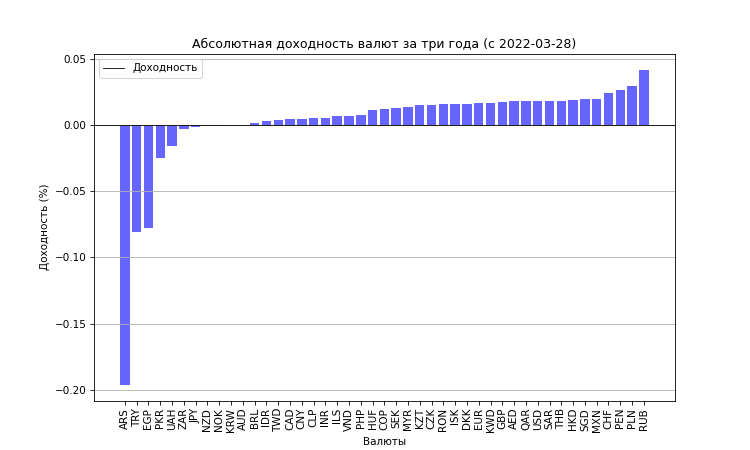 Абсолютная доходность валют за три года (с 2022-03-28)
Доходность
0.05
0.00
−0.05
−0.10
−0.15
−0.20
Доходность (%)
ARS
TRY
EGP
PKR
UAH
ZAR
JPY
NZD
NOK
KRW
AUD
BRL
IDR
TWD
CAD
CNY
CLP
INR
ILS
VND
PHP
HUF
COP
SEK
MYR
KZT
CZK
RON
ISK
DKK
EUR
KWD
GBP
AED
QAR
USD
SAR
THB
HKD
SGD
MXN
CHF
PEN
PLN
RUB
Валюты